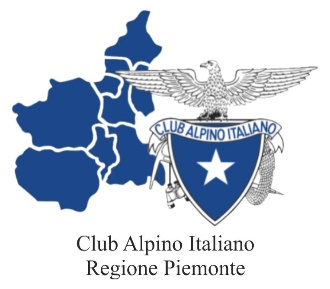 CLUB ALPINO ITALIANO
Club Alpino Italiano
Regione Piemonte